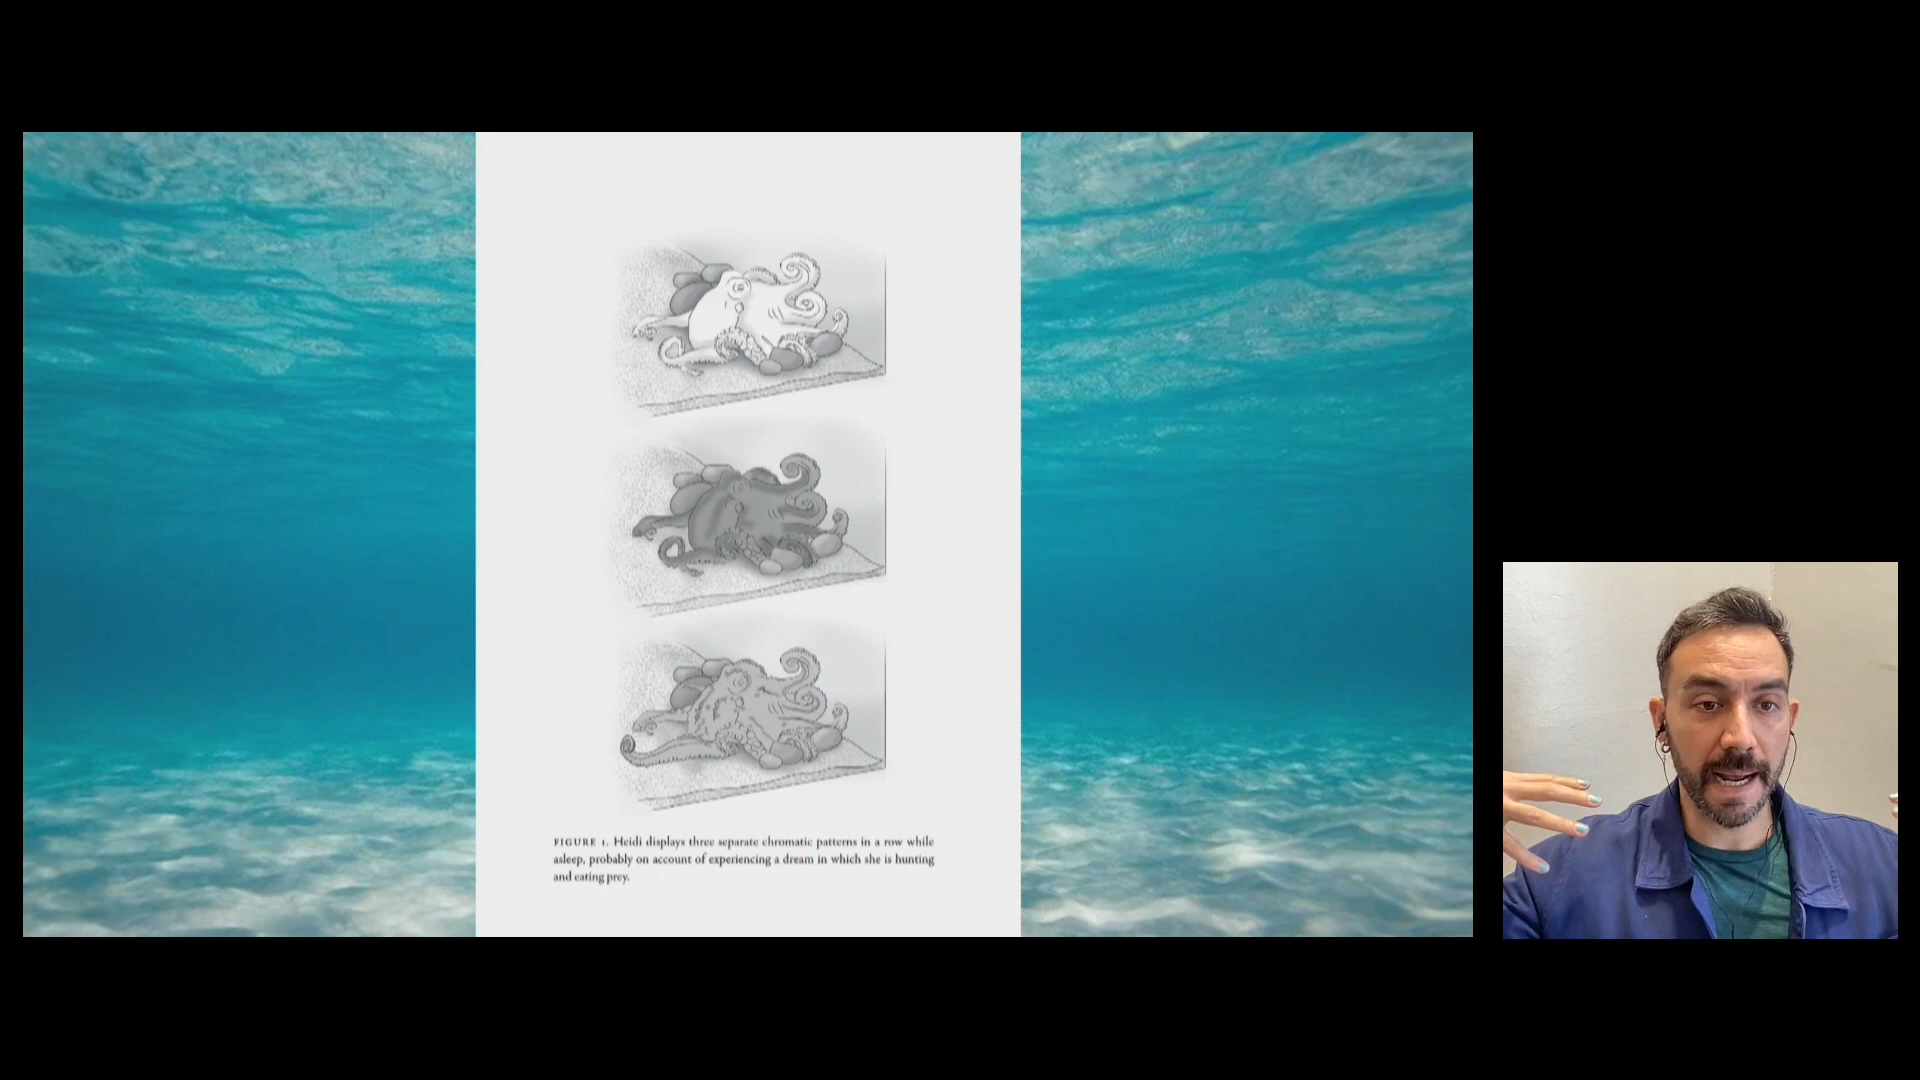 FIGURE 1. Heidi displays three separate chromatic patterns in a row while
asleep, probably on account of experiencing a dream in which she is hunting
and eating prey.